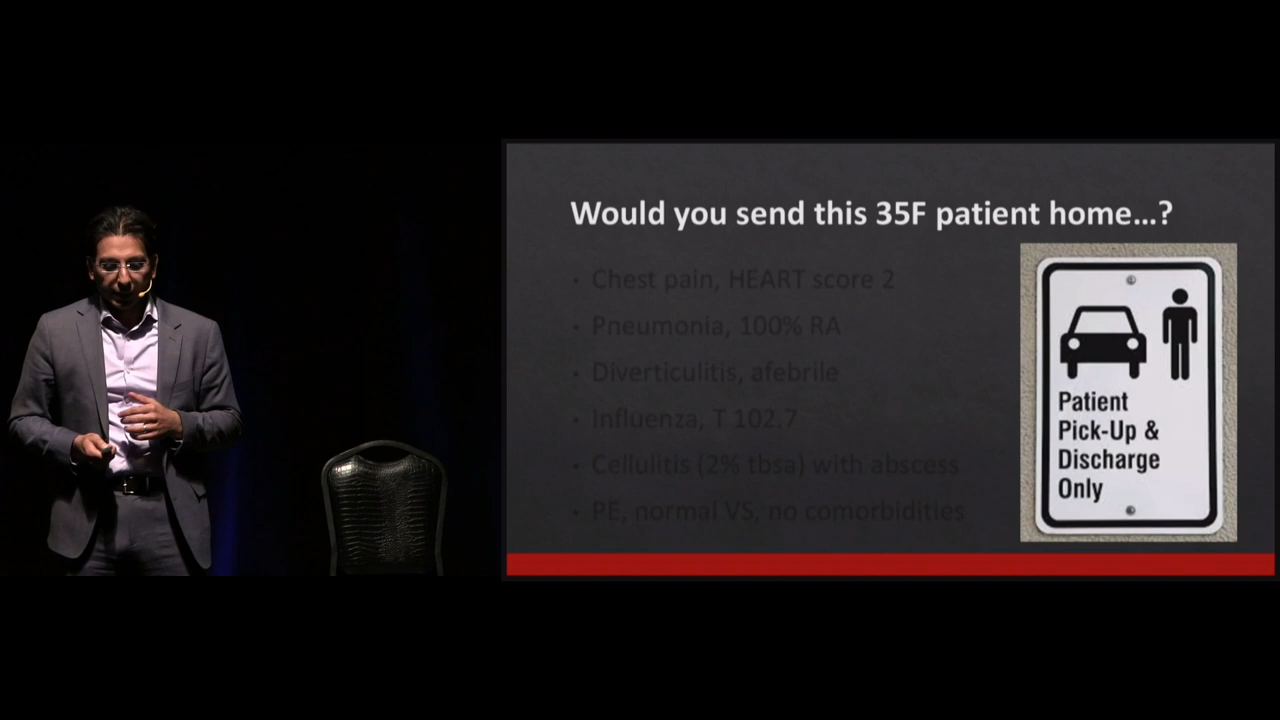 Would you send this 35F patient home...?
• Chest pain, HEART score 2
• Pneumonia, 100% RA
• Diverticulitis, afebrile
• Influenza, T 102.7
• Cellulitis (2% tbsa) with abscess
• PE, normal VS, no comorbidities
Patient
Pick-Up &
Discharge
Only